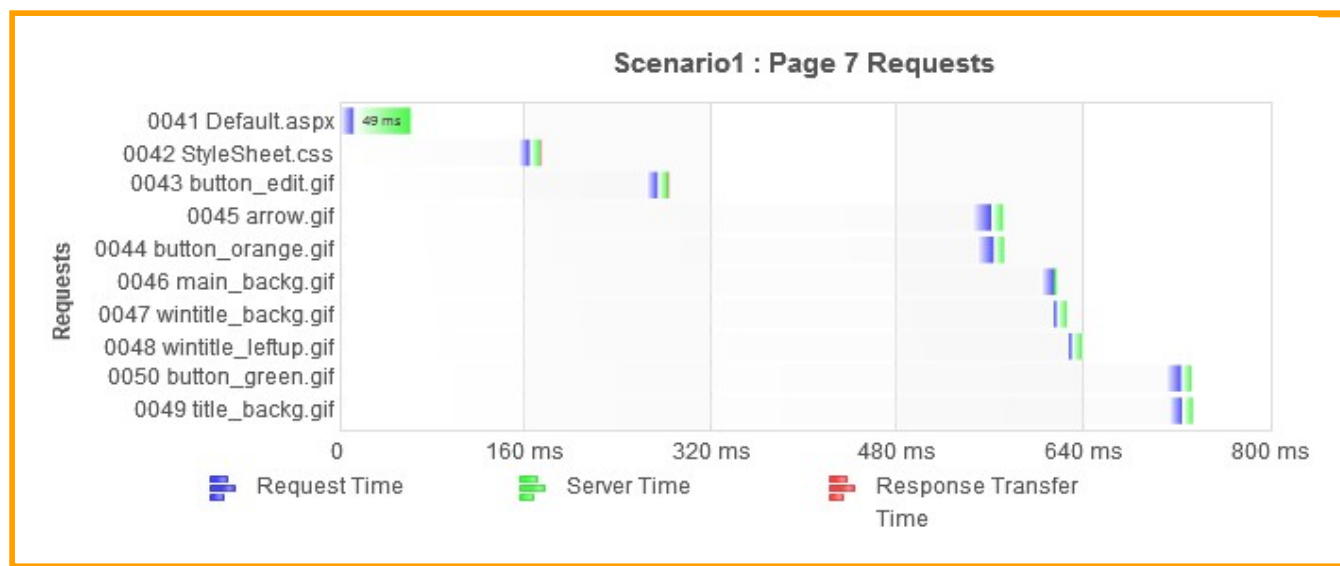 Scenario1 : Page 7 Requests
0041 Default.aspx
49 ms
0042 StyleSheet.css
0043 button_edit.gif
0045 arrow.gif
0044 button_orange.gif
0046 main_backg.gif
0047 wintitle_backg.gif
0048 wintitle_leftup.gif
0050 button_green.gif
0049 title_backg.gif
Requests
0 160 ms 320 ms 480 ms 640 ms 800 ms
Request Time Server Time Response Transfer
Time